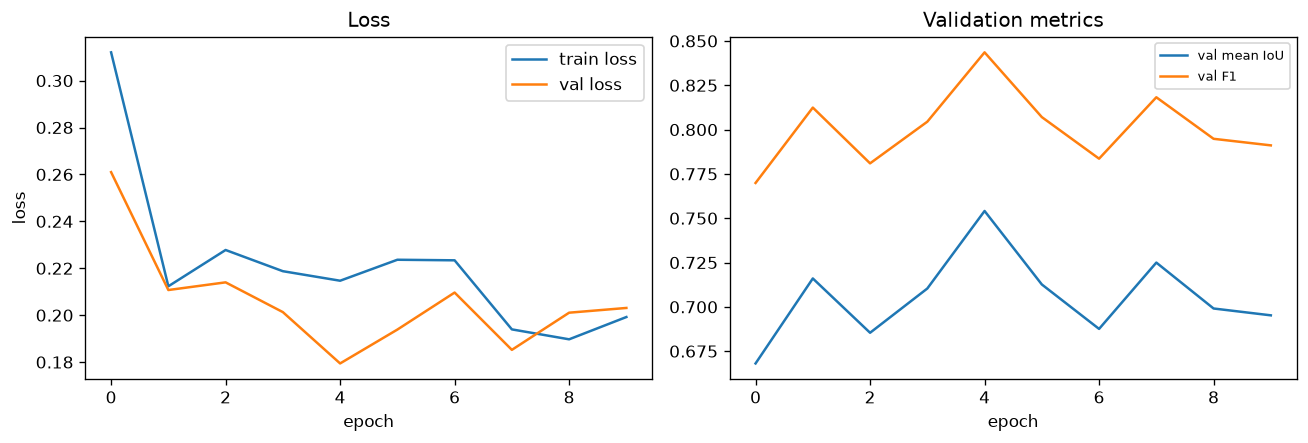 Loss
train loss
val loss
0.30
0.28
0.26
0.24
0.22
0.20
0.18
loss
0
2
4
6
8
epoch
Validation metrics
val mean IoU
val F1
0.850
0.825
0.800
0.775
0.750
0.725
0.700
0.675
0
2
4
6
8
epoch